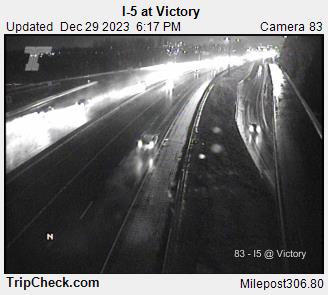 I-5 at Victory
Updated Dec 29 2023 6:17 PM Camera 83
T
N
83 - I5 @ Victory
TripCheck.com Milepost306.80